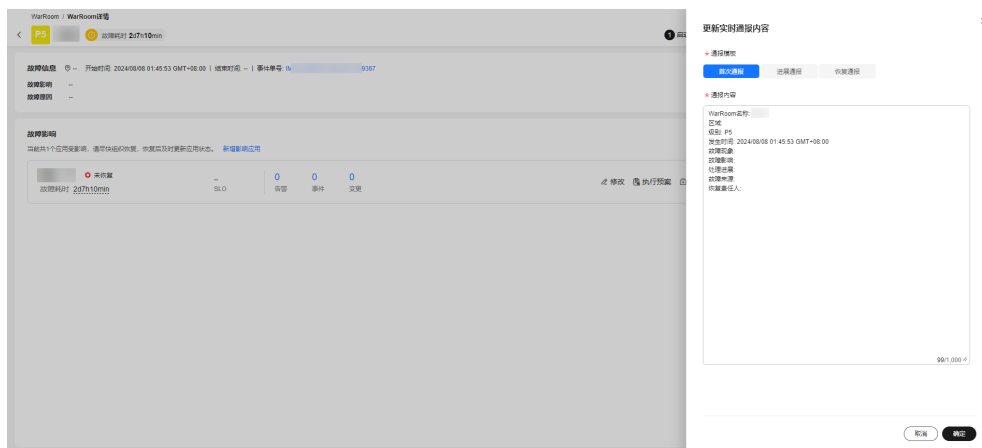 WarRoom / WarRoom详情
P5 故障耗时 2d7h10min
1 启动
故障信息 – 开始时间: 2024/08/08 01:45:53 GMT+08:00 | 结束时间: – | 事件单号: 9367
故障影响 –
故障原因 –
故障影响
当前共1个应用受影响，请尽快组织恢复，恢复后及时更新应用状态。 新增影响应用
未恢复
故障耗时 2d7h10min
– SLO
0 告警
0 事件
0 变更
修改 执行预案
更新实时通报内容
* 通报模板
首次通报 进展通报 恢复通报
* 通报内容
WarRoom名称:
区域:
级别: P5
发生时间: 2024/08/08 01:45:53 GMT+08:00
故障现象:
故障影响:
处理进展:
故障来源:
恢复责任人:
99/1,000
取消 确定